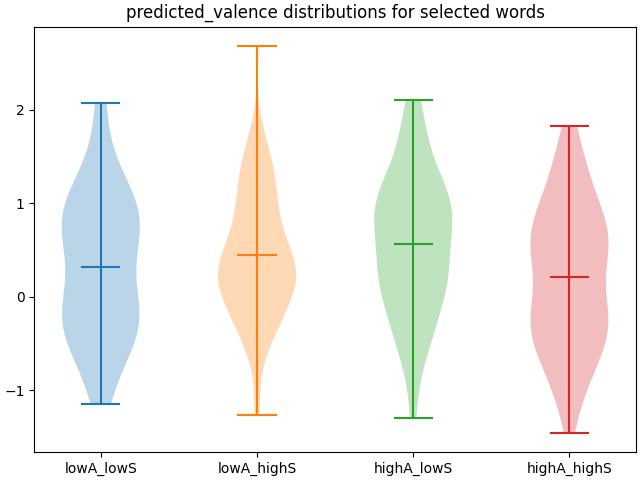 predicted_valence distributions for selected words
2
1
0
−1
lowA_lowS
lowA_highS
highA_lowS
highA_highS